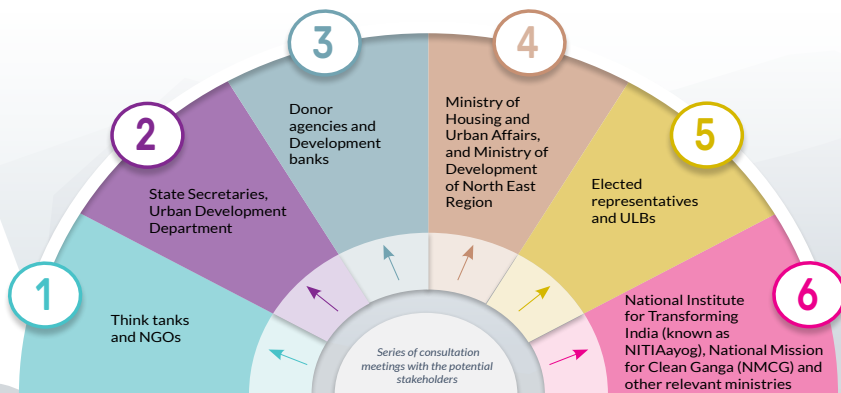 1
Think tanks
and NGOs
2
State Secretaries,
Urban Development
Department
3
Donor
agencies and
Development
banks
4
Ministry of
Housing and
Urban Affairs,
and Ministry of
Development
of North East
Region
5
Elected
representatives
and ULBs
6
National Institute
for Transforming
India (known as
NITIAayog), National Mission
for Clean Ganga (NMCG) and
other relevant ministries
Series of consultation
meetings with the potential
stakeholders